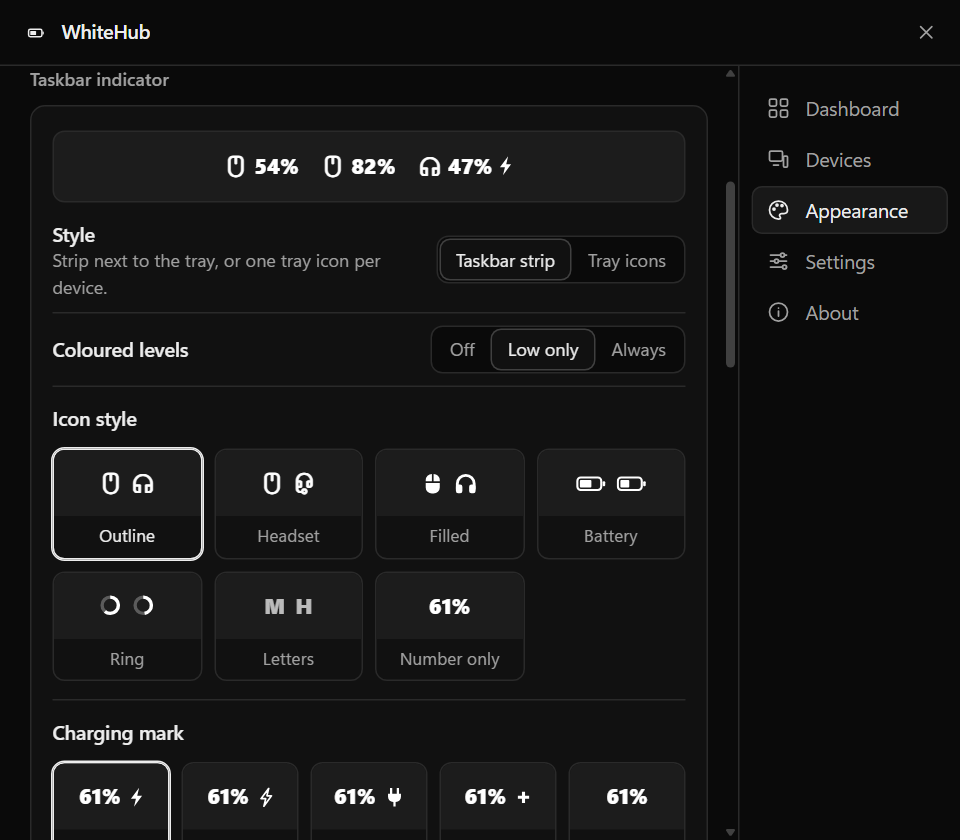 WhiteHub
Taskbar indicator
54% 82% 47%
Style
Strip next to the tray, or one tray icon per
device.
Taskbar strip Tray icons
Coloured levels
Off Low only Always
Icon style
Outline Headset Filled Battery
M H 61%
Ring Letters Number only
Charging mark
61% 61% 61% 61% + 61%
Dashboard
Devices
Appearance
Settings
About